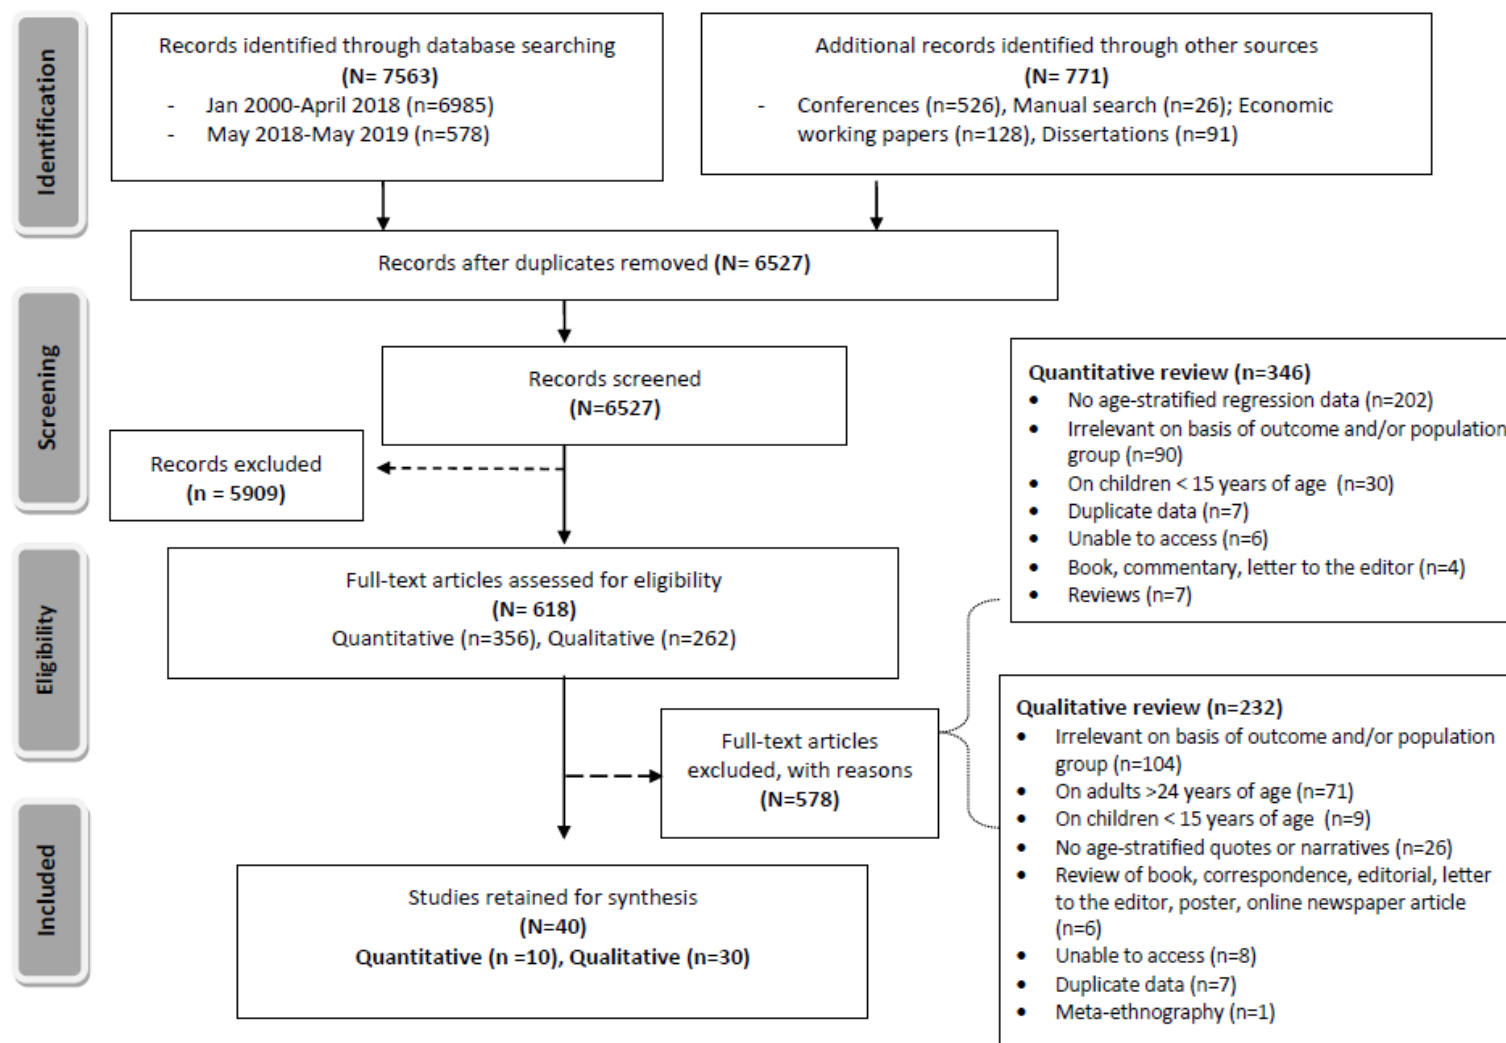 Identification
Records identified through database searching
(N= 7563)
- Jan 2000-April 2018 (n=6985)
- May 2018-May 2019 (n=578)
Additional records identified through other sources
(N= 771)
- Conferences (n=526), Manual search (n=26); Economic
working papers (n=128), Dissertations (n=91)
Records after duplicates removed (N= 6527)
Screening
Records screened
(N=6527)
Records excluded
(n = 5909)
Eligibility
Full-text articles assessed for eligibility
(N= 618)
Quantitative (n=356), Qualitative (n=262)
Full-text articles
excluded, with reasons
(N=578)
Quantitative review (n=346)
• No age-stratified regression data (n=202)
• Irrelevant on basis of outcome and/or population
group (n=90)
• On children < 15 years of age (n=30)
• Duplicate data (n=7)
• Unable to access (n=6)
• Book, commentary, letter to the editor (n=4)
• Reviews (n=7)
Qualitative review (n=232)
• Irrelevant on basis of outcome and/or population
group (n=104)
• On adults >24 years of age (n=71)
• On children < 15 years of age (n=9)
• No age-stratified quotes or narratives (n=26)
• Review of book, correspondence, editorial, letter
to the editor, poster, online newspaper article
(n=6)
• Unable to access (n=8)
• Duplicate data (n=7)
• Meta-ethnography (n=1)
Included
Studies retained for synthesis
(N=40)
Quantitative (n =10), Qualitative (n=30)